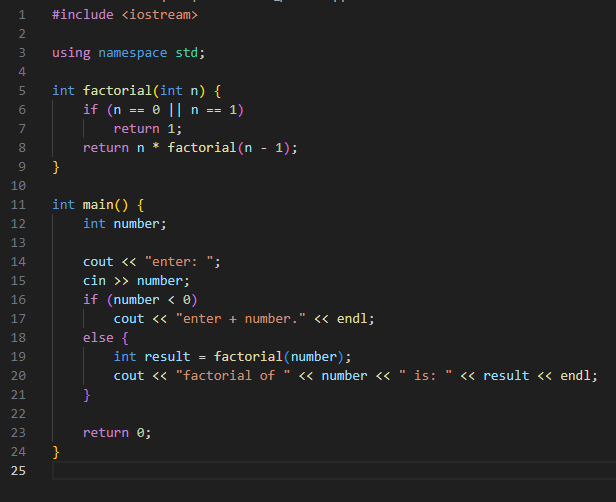 1 #include <iostream>
2
3 using namespace std;
4
5 int factorial(int n) {
6     if (n == 0 || n == 1)
7         return 1;
8     return n * factorial(n - 1);
9 }
10
11 int main() {
12     int number;
13
14     cout << "enter: ";
15     cin >> number;
16     if (number < 0)
17         cout << "enter + number." << endl;
18     else {
19         int result = factorial(number);
20         cout << "factorial of " << number << " is: " << result << endl;
21     }
22
23     return 0;
24 }
25